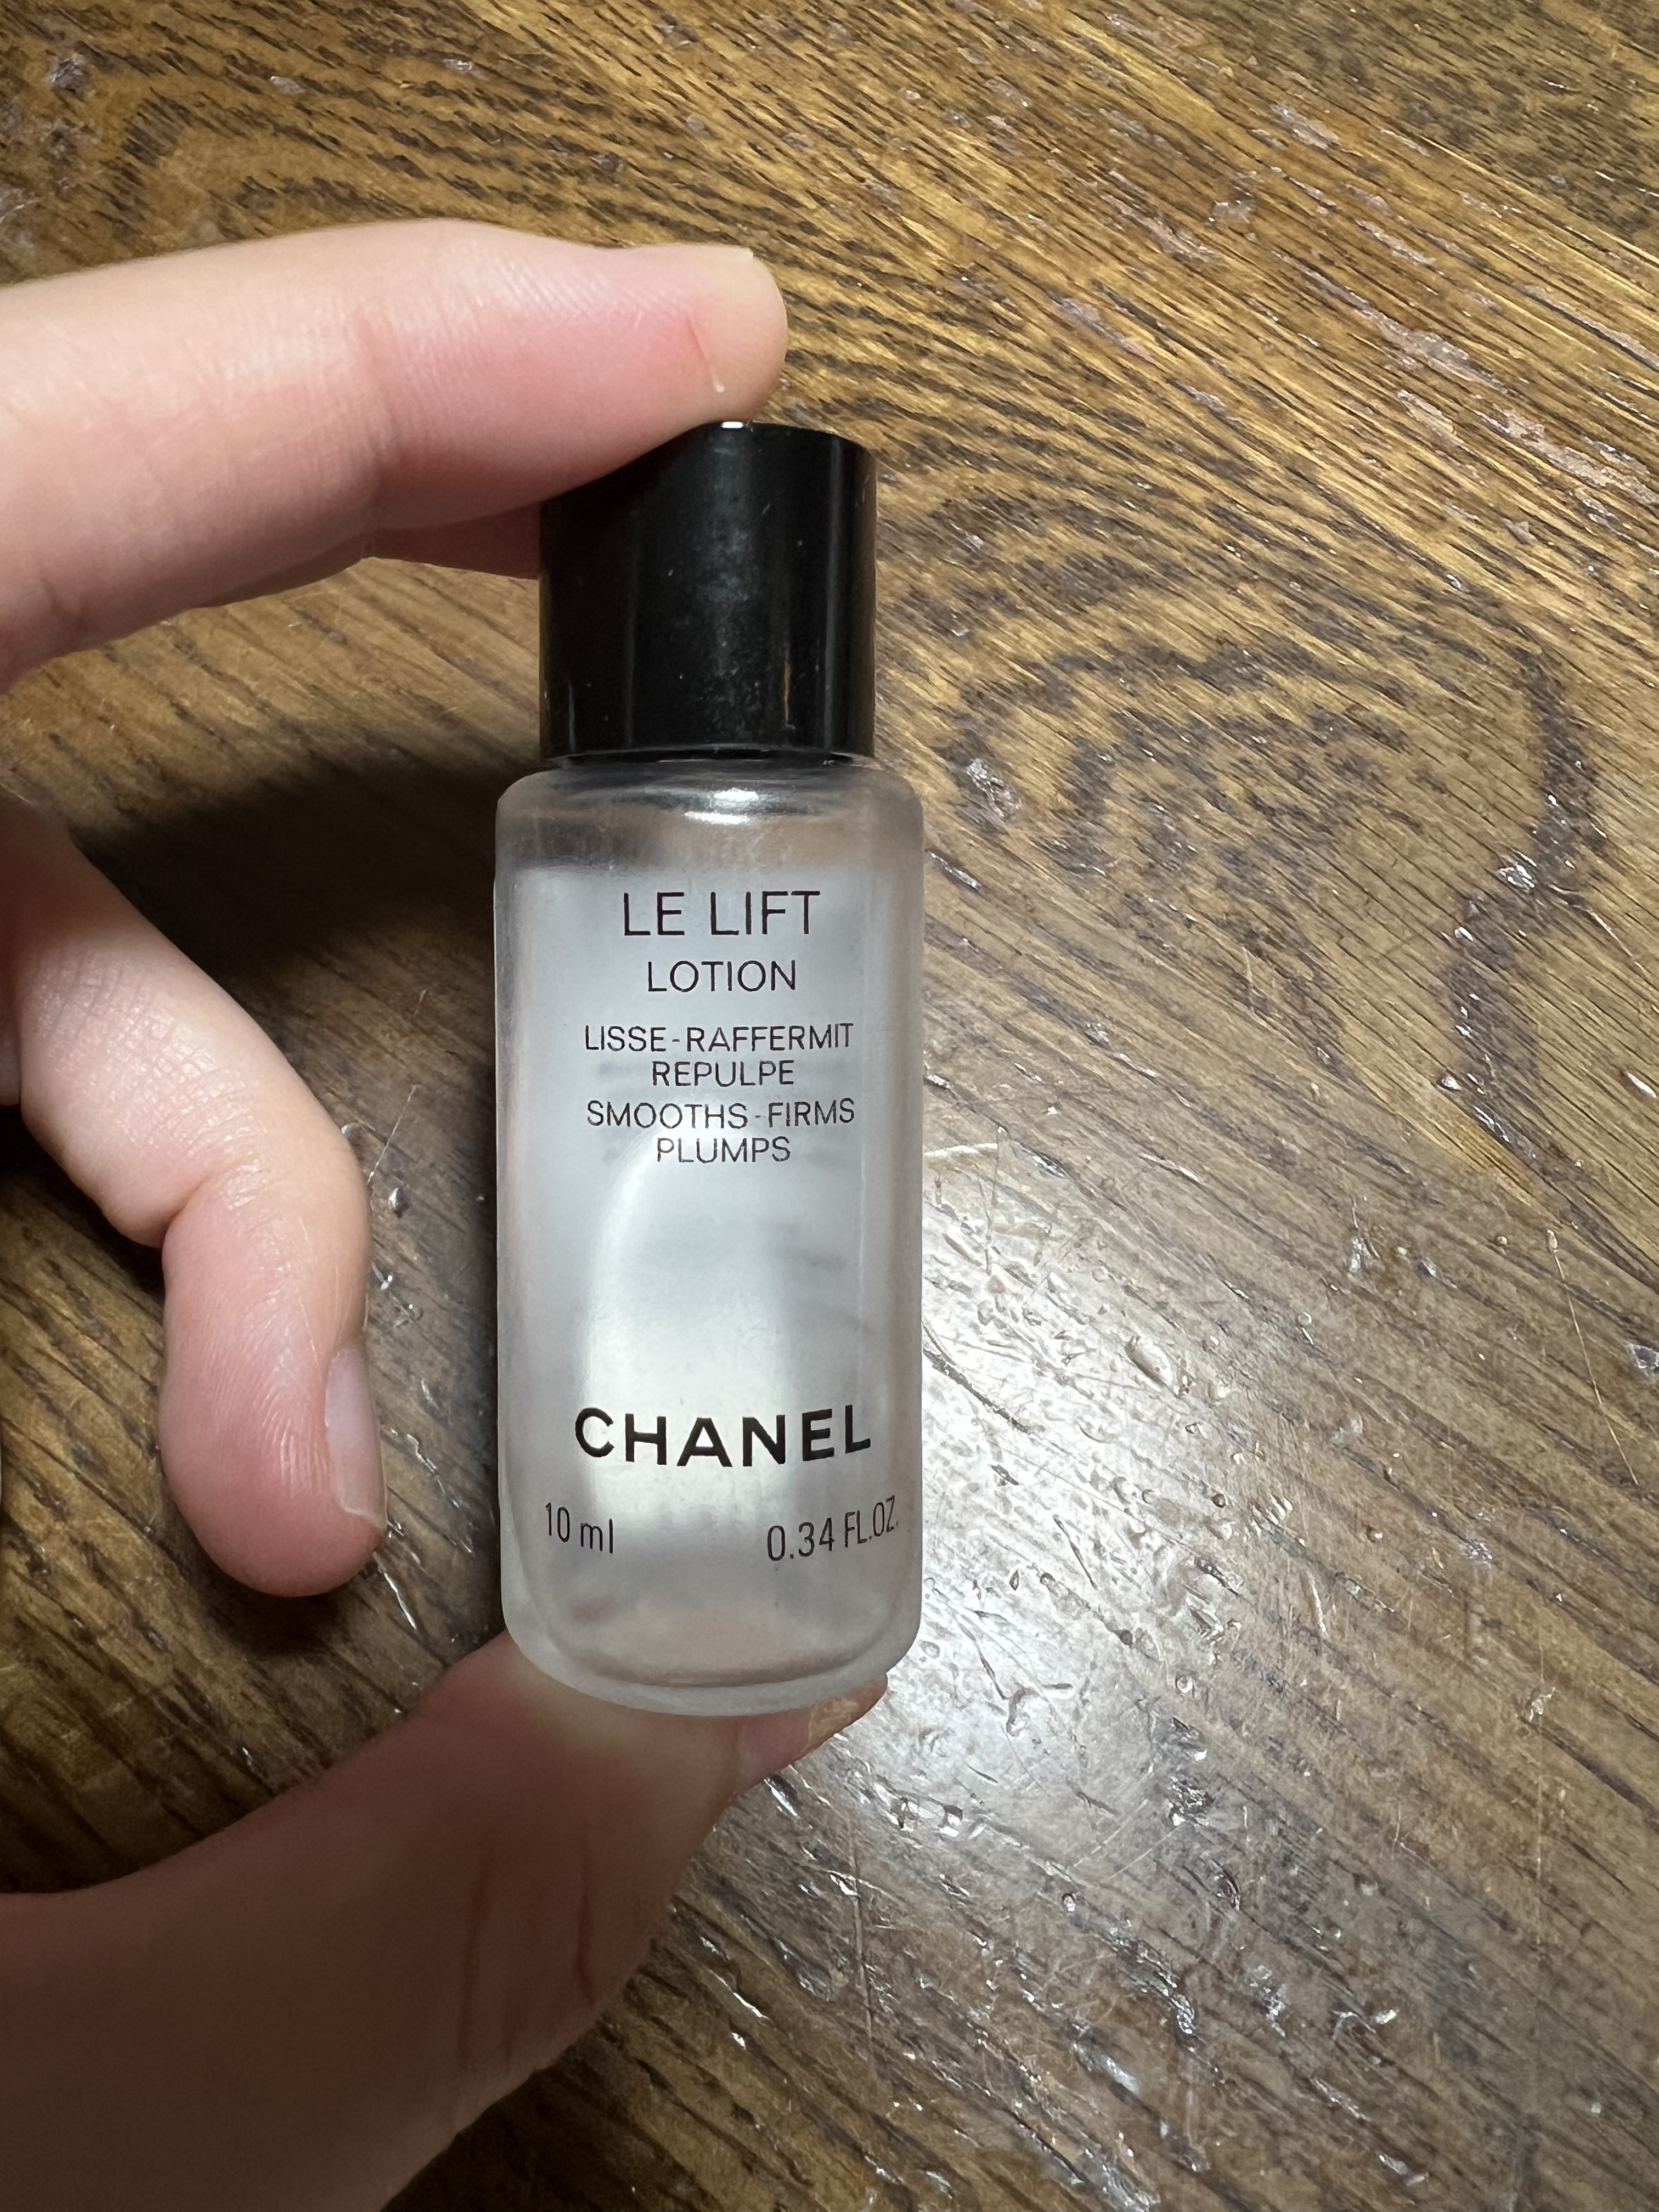 LE LIFT
LOTION
LISSE-RAFFERMIT
REPULPE
SMOOTHS-FIRMS
PLUMPS
CHANEL
10 ml 0.34 FL.OZ.